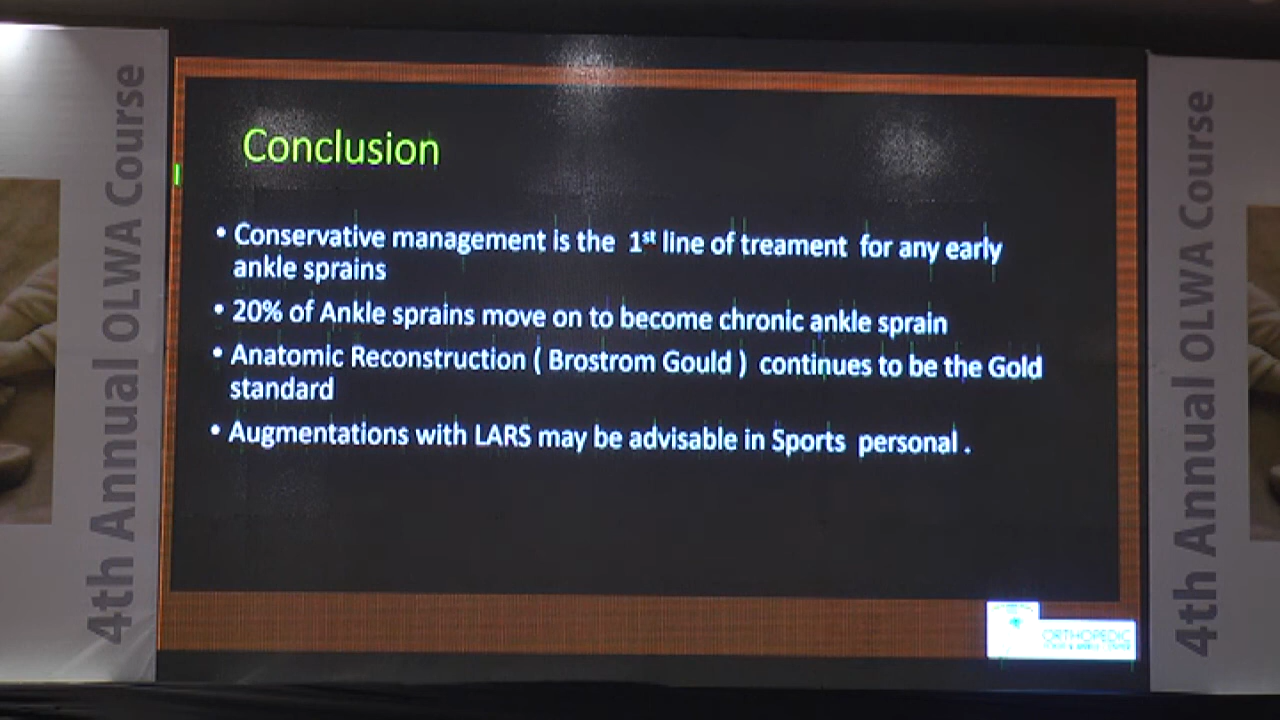 4th Annual OLWA Course
Conclusion
• Conservative management is the 1st line of treament for any early
ankle sprains
• 20% of Ankle sprains move on to become chronic ankle sprain
• Anatomic Reconstruction ( Brostrom Gould ) continues to be the Gold
standard
• Augmentations with LARS may be advisable in Sports personal .
ORTHOPEDIC
4th Annual OLWA Course